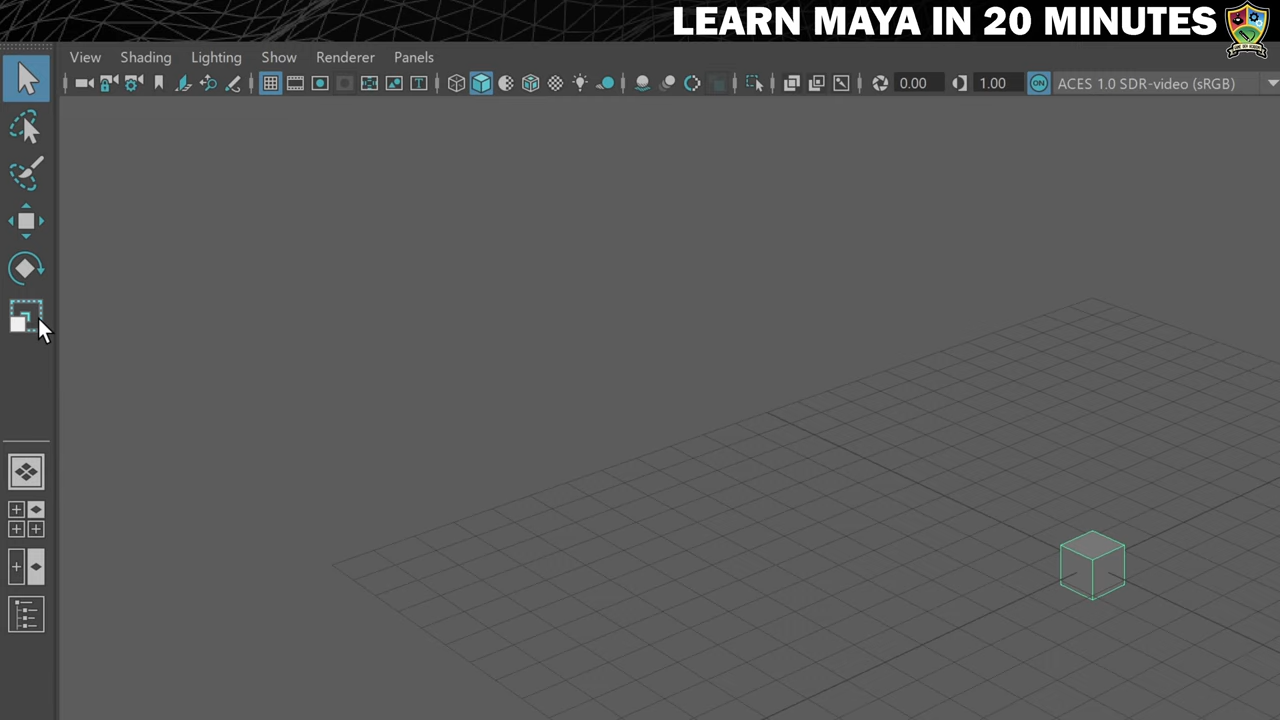 LEARN MAYA IN 20 MINUTES
View Shading Lighting Show Renderer Panels
0.00 1.00 ON ACES 1.0 SDR-video (sRGB)